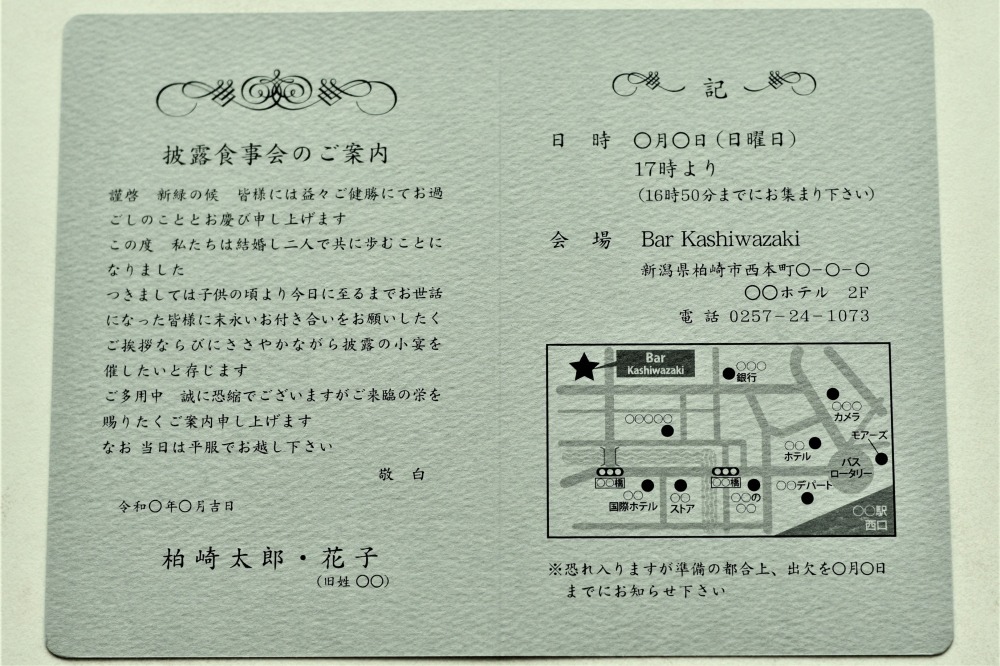 披露食事会のご案内
謹啓　新緑の候　皆様には益々ご健勝にてお過
ごしのこととお慶び申し上げます
この度　私たちは結婚し二人で共に歩むことに
なりました
つきましては子供の頃より今日に至るまでお世話
になった皆様に末永いお付き合いをお願いしたく
ご挨拶ならびにささやかながら披露の小宴を
催したいと存じます
ご多用中　誠に恐縮でございますがご来臨の栄を
賜りたくご案内申し上げます
なお 当日は平服でお越し下さい
敬　白
令和〇年〇月吉日
柏崎太郎・花子
(旧姓 〇〇)
記
日　時　〇月〇日(日曜日)
17時より
(16時50分までにお集まり下さい)
会　場　Bar Kashiwazaki
新潟県柏崎市西本町〇−〇−〇
〇〇ホテル　2F
電 話 0257−24−1073
Bar
Kashiwazaki
〇〇〇
銀行
〇〇〇
カメラ
〇〇〇〇〇
モアーズ
〇〇
ホテル
バス
ロータリー
〇〇橋
〇〇橋
〇〇
国際ホテル
〇〇
ストア
〇〇の
〇〇
〇〇デパート
〇〇駅
西口
※恐れ入りますが準備の都合上、出欠を〇月〇日
までにお知らせ下さい